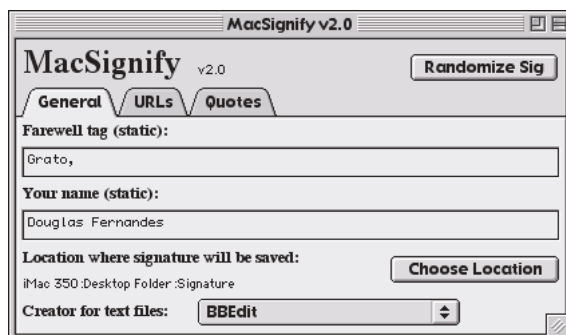 MacSignify v2.0
MacSignify v2.0
Randomize Sig
General URLs Quotes
Farewell tag (static):
Grato,
Your name (static):
Douglas Fernandes
Location where signature will be saved:
Choose Location
iMac 350:Desktop Folder:Signature
Creator for text files: BBEdit